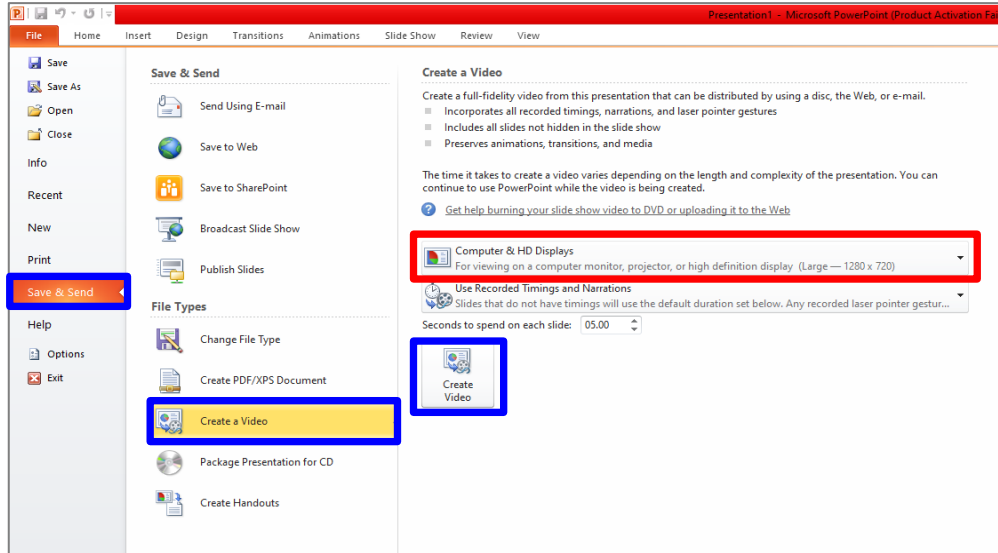 Presentation1 - Microsoft PowerPoint (Product Activation Fai
File Home Insert Design Transitions Animations Slide Show Review View
Save
Save As
Open
Close
Info
Recent
New
Print
Save & Send
Help
Options
Exit
Save & Send
Send Using E-mail
Save to Web
Save to SharePoint
Broadcast Slide Show
Publish Slides
File Types
Change File Type
Create PDF/XPS Document
Create a Video
Package Presentation for CD
Create Handouts
Create a Video
Create a full-fidelity video from this presentation that can be distributed by using a disc, the Web, or e-mail.
Incorporates all recorded timings, narrations, and laser pointer gestures
Includes all slides not hidden in the slide show
Preserves animations, transitions, and media
The time it takes to create a video varies depending on the length and complexity of the presentation. You can
continue to use PowerPoint while the video is being created.
Get help burning your slide show video to DVD or uploading it to the Web
Computer & HD Displays
For viewing on a computer monitor, projector, or high definition display (Large — 1280 x 720)
Use Recorded Timings and Narrations
Slides that do not have timings will use the default duration set below. Any recorded laser pointer gestur...
Seconds to spend on each slide: 05.00
Create
Video